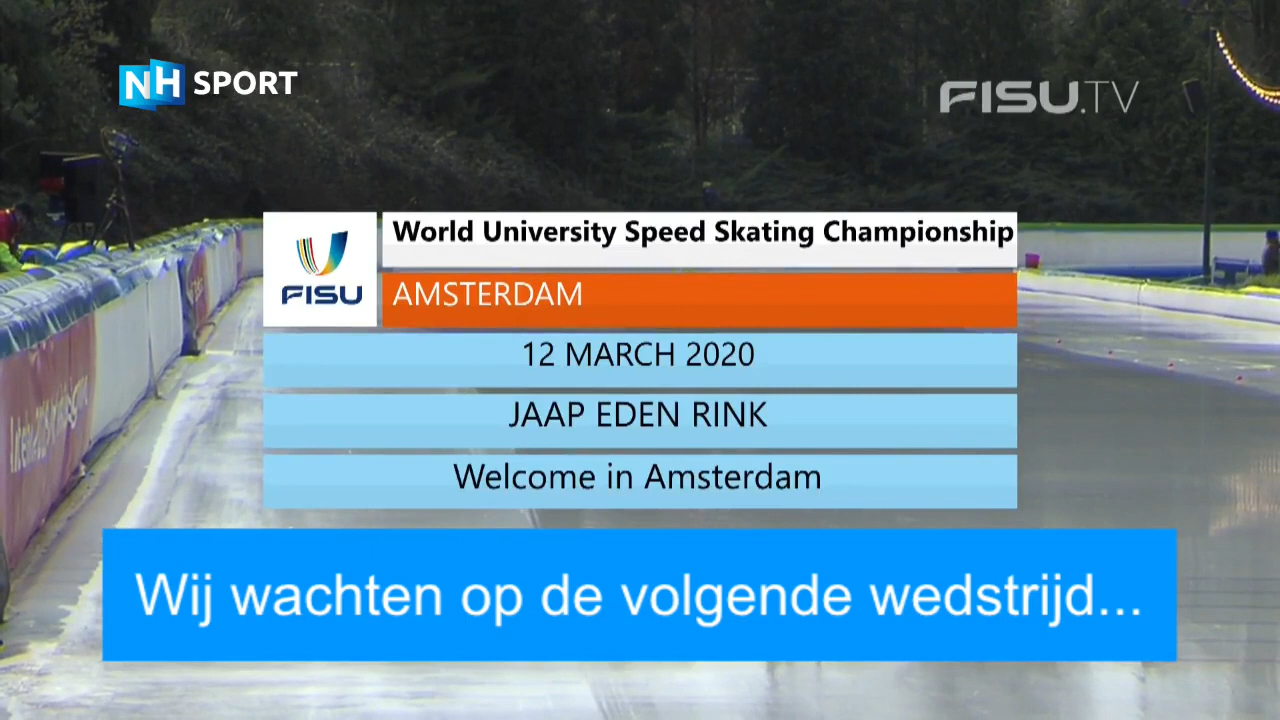 NH SPORT
FISU.TV
World University Speed Skating Championship
FISU
AMSTERDAM
12 MARCH 2020
JAAP EDEN RINK
Welcome in Amsterdam
Wij wachten op de volgende wedstrijd...